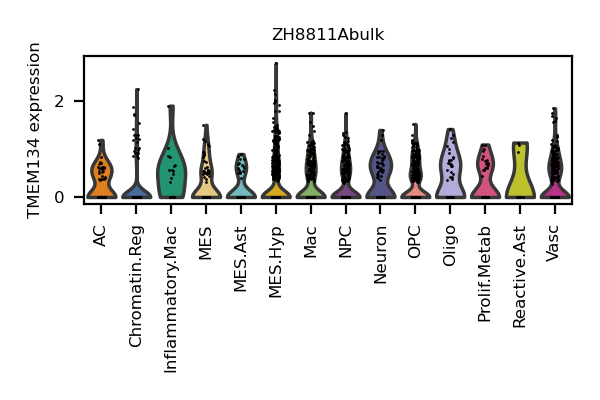 ZH8811Abulk
TMEM134 expression
2
0
AC
Chromatin.Reg
Inflammatory.Mac
MES
MES.Ast
MES.Hyp
Mac
NPC
Neuron
OPC
Oligo
Prolif.Metab
Reactive.Ast
Vasc